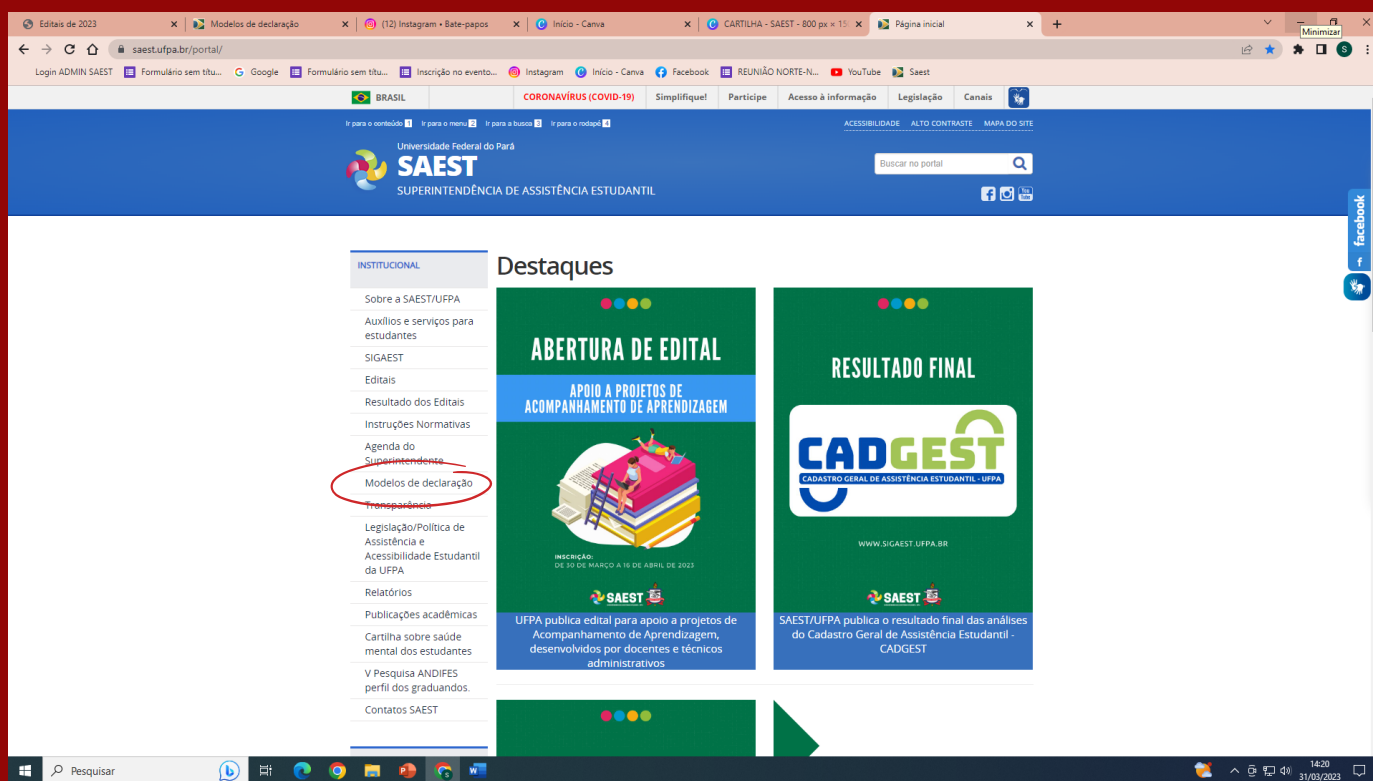 Editais de 2023
Modelos de declaração
(12) Instagram • Bate-papos
Início - Canva
CARTILHA - SAEST - 800 px × 15
Página inicial
Minimizar
saest.ufpa.br/portal/
S
Login ADMIN SAEST
Formulário sem títu...
Google
Formulário sem títu...
Inscrição no evento...
Instagram
Início - Canva
Facebook
REUNIÃO NORTE-N...
YouTube
Saest
BRASIL
CORONAVÍRUS (COVID-19)
Simplifique!
Participe
Acesso à informação
Legislação
Canais
Ir para o conteúdo 1
Ir para o menu 2
Ir para a busca 3
Ir para o rodapé 4
ACESSIBILIDADE
ALTO CONTRASTE
MAPA DO SITE
Universidade Federal do Pará
SAEST
SUPERINTENDÊNCIA DE ASSISTÊNCIA ESTUDANTIL
Buscar no portal
You Tube
facebook
INSTITUCIONAL
Sobre a SAEST/UFPA
Auxílios e serviços para
estudantes
SIGAEST
Editais
Resultado dos Editais
Instruções Normativas
Agenda do
Superintendente
Modelos de declaração
Transparência
Legislação/Política de
Assistência e
Acessibilidade Estudantil
da UFPA
Relatórios
Publicações acadêmicas
Cartilha sobre saúde
mental dos estudantes
V Pesquisa ANDIFES
perfil dos graduandos.
Contatos SAEST
Destaques
ABERTURA DE EDITAL
APOIO A PROJETOS DE
ACOMPANHAMENTO DE APRENDIZAGEM
INSCRIÇÃO:
DE 30 DE MARÇO A 16 DE ABRIL DE 2023
SAEST
UFPA publica edital para apoio a projetos de
Acompanhamento de Aprendizagem,
desenvolvidos por docentes e técnicos
administrativos
RESULTADO FINAL
CADGEST
CADASTRO GERAL DE ASSISTÊNCIA ESTUDANTIL - UFPA
WWW.SIGAEST.UFPA.BR
SAEST
SAEST/UFPA publica o resultado final das análises
do Cadastro Geral de Assistência Estudantil -
CADGEST
Pesquisar
14:20
31/03/2023